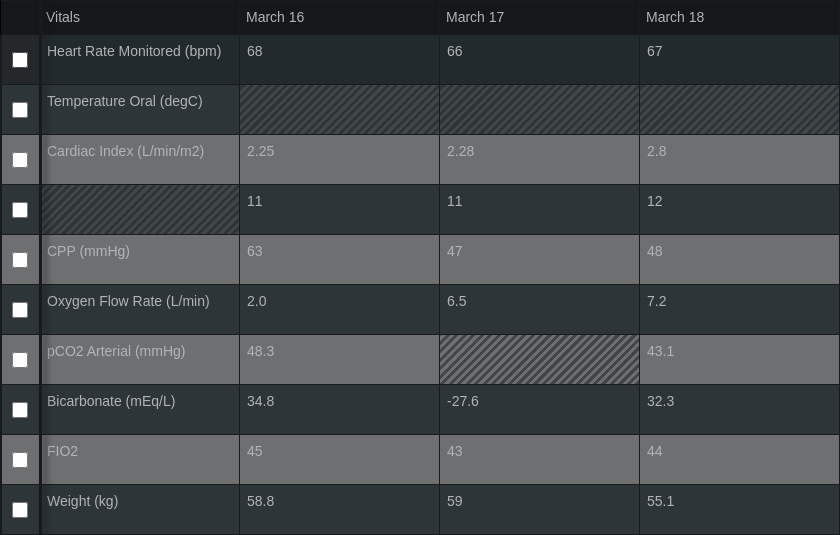 Vitals March 16 March 17 March 18
Heart Rate Monitored (bpm) 68 66 67
Temperature Oral (degC)
Cardiac Index (L/min/m2) 2.25 2.28 2.8
11 11 12
CPP (mmHg) 63 47 48
Oxygen Flow Rate (L/min) 2.0 6.5 7.2
pCO2 Arterial (mmHg) 48.3 43.1
Bicarbonate (mEq/L) 34.8 -27.6 32.3
FIO2 45 43 44
Weight (kg) 58.8 59 55.1